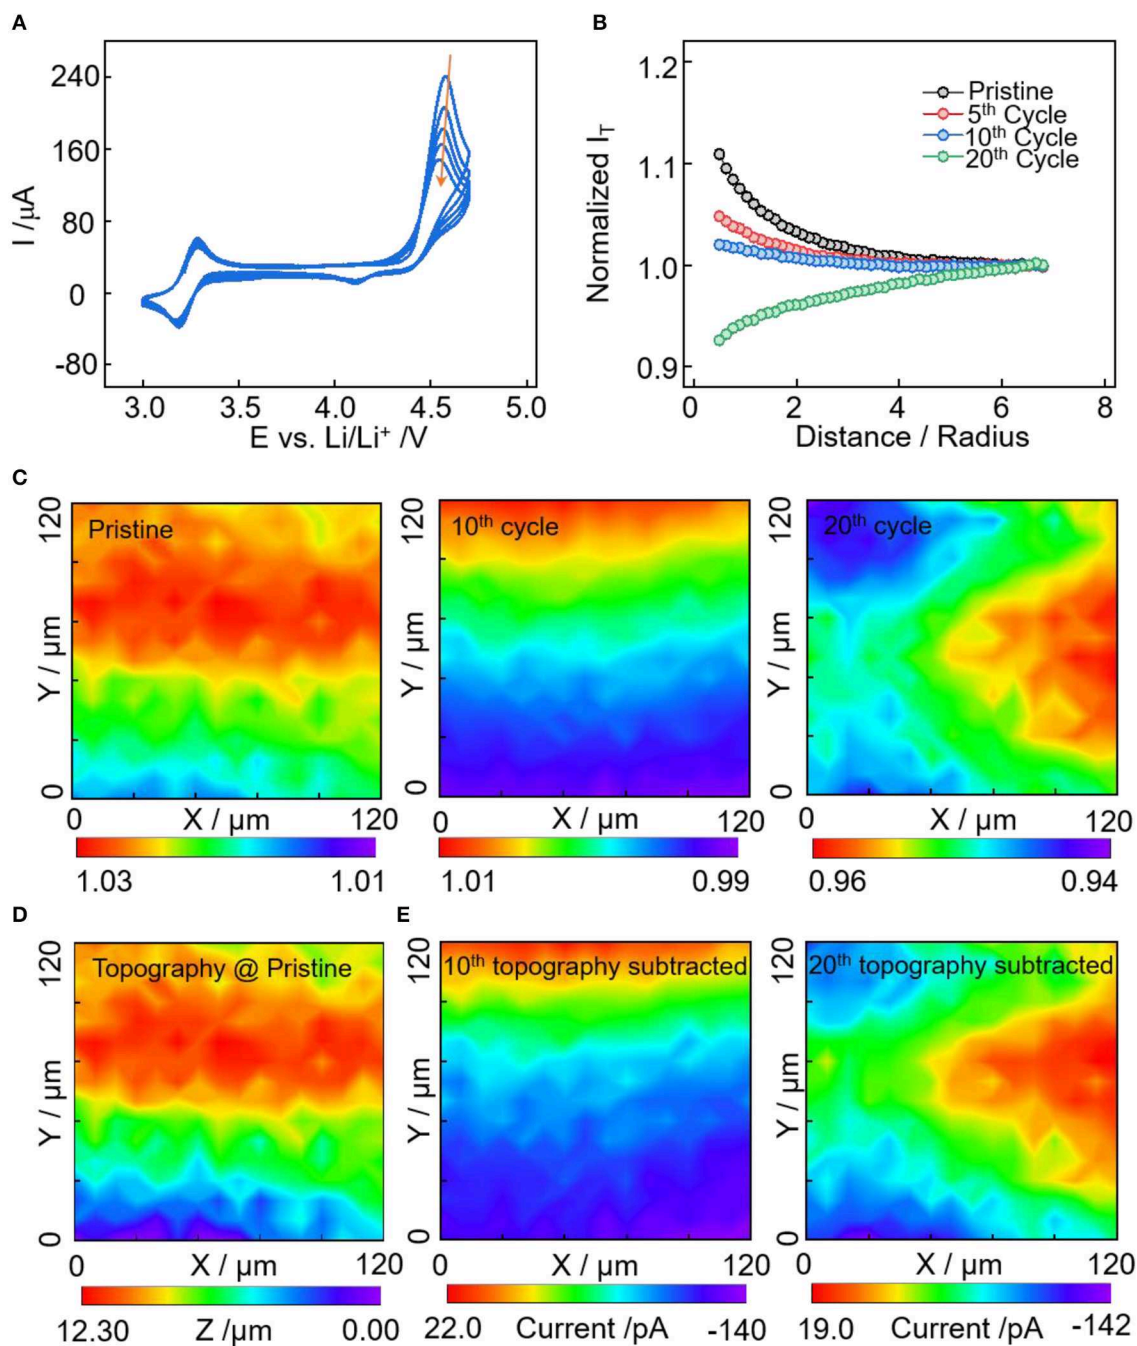 A
240
160
80
0
-80
I /µA
3.0 3.5 4.0 4.5 5.0
E vs. Li/Li⁺ /V
B
1.2
1.1
1.0
0.9
Normalized I_T
Pristine
5th Cycle
10th Cycle
20th Cycle
0 2 4 6 8
Distance / Radius
C
Pristine
120
Y / µm
0
0 X / µm 120
1.03 1.01
10th cycle
120
Y / µm
0
0 X / µm 120
1.01 0.99
20th cycle
120
Y / µm
0
0 X / µm 120
0.96 0.94
D
Topography @ Pristine
120
Y / µm
0
0 X / µm 120
12.30 Z /µm 0.00
E
10th topography subtracted
120
Y / µm
0
0 X / µm 120
22.0 Current /pA -140
20th topography subtracted
120
Y / µm
0
0 X / µm 120
19.0 Current /pA -142